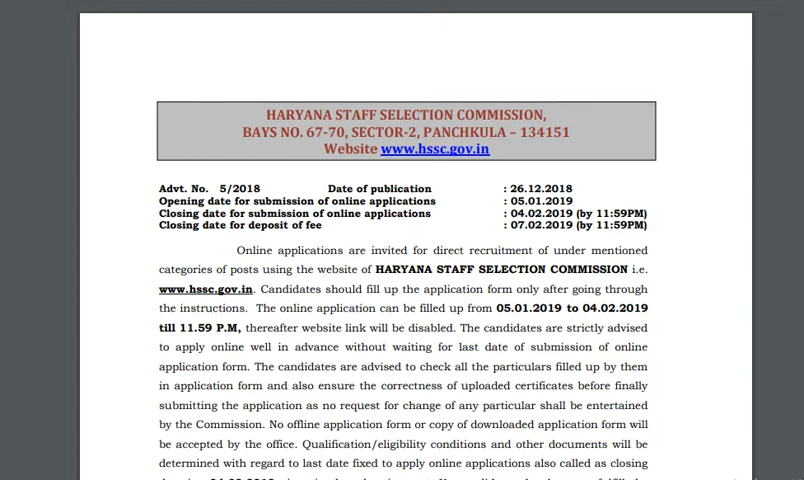 HARYANA STAFF SELECTION COMMISSION,
BAYS NO. 67-70, SECTOR-2, PANCHKULA – 134151
Website www.hssc.gov.in
Advt. No. 5/2018 Date of publication : 26.12.2018
Opening date for submission of online applications : 05.01.2019
Closing date for submission of online applications : 04.02.2019 (by 11:59PM)
Closing date for deposit of fee : 07.02.2019 (by 11:59PM)
Online applications are invited for direct recruitment of under mentioned
categories of posts using the website of HARYANA STAFF SELECTION COMMISSION i.e.
www.hssc.gov.in. Candidates should fill up the application form only after going through
the instructions. The online application can be filled up from 05.01.2019 to 04.02.2019
till 11.59 P.M, thereafter website link will be disabled. The candidates are strictly advised
to apply online well in advance without waiting for last date of submission of online
application form. The candidates are advised to check all the particulars filled up by them
in application form and also ensure the correctness of uploaded certificates before finally
submitting the application as no request for change of any particular shall be entertained
by the Commission. No offline application form or copy of downloaded application form will
be accepted by the office. Qualification/eligibility conditions and other documents will be
determined with regard to last date fixed to apply online applications also called as closing